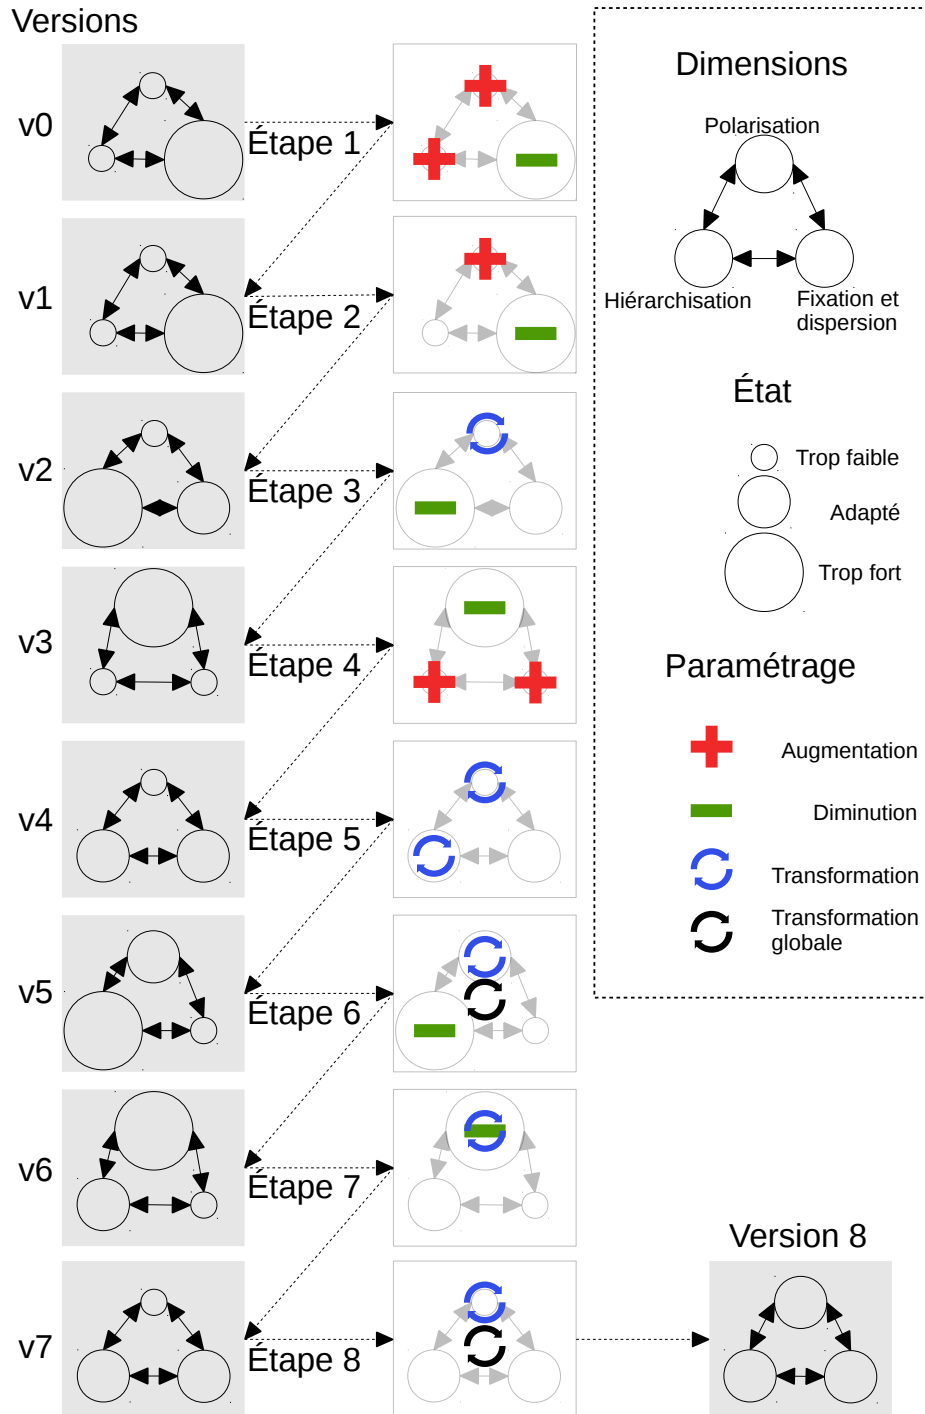 Versions
v0
Étape 1
v1
Étape 2
v2
Étape 3
v3
Étape 4
v4
Étape 5
v5
Étape 6
v6
Étape 7
v7
Étape 8
Dimensions
Polarisation
Hiérarchisation
Fixation et
dispersion
État
Trop faible
Adapté
Trop fort
Paramétrage
Augmentation
Diminution
Transformation
Transformation
globale
Version 8